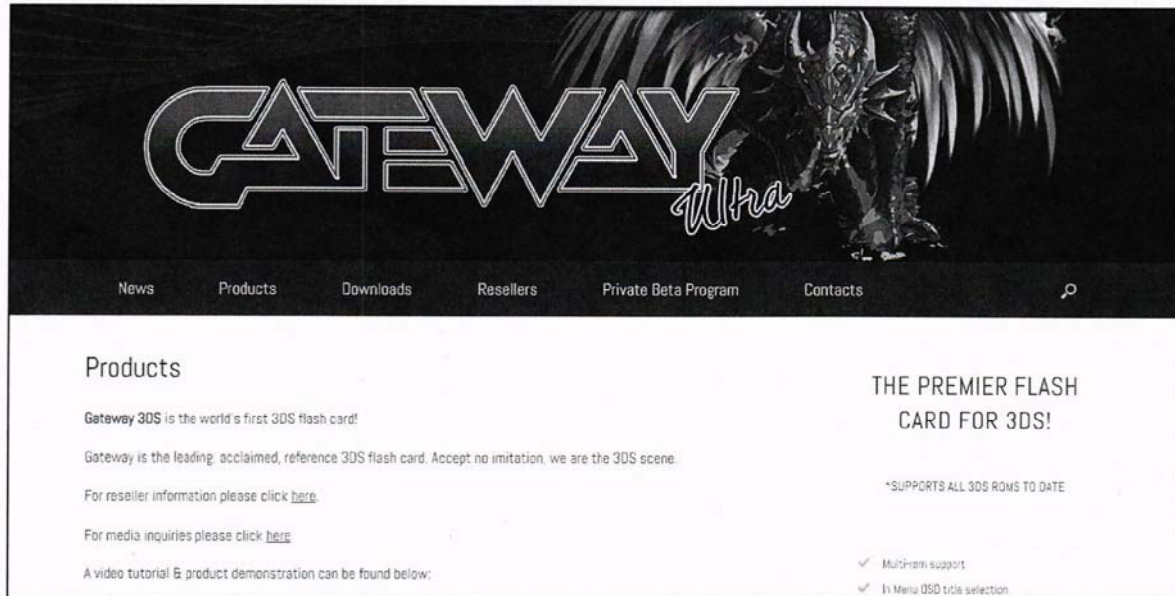 GATEWAY
Ultra
News Products Downloads Resellers Private Beta Program Contacts
Products
Gateway 3DS is the world's first 3DS flash card!
Gateway is the leading, acclaimed, reference 3DS flash card. Accept no imitation, we are the 3DS scene.
For reseller information please click here.
For media inquiries please click here
A video tutorial & product demonstration can be found below:
THE PREMIER FLASH
CARD FOR 3DS!
*SUPPORTS ALL 3DS ROMS TO DATE
Multi-rom support
In Menu OSD title selection